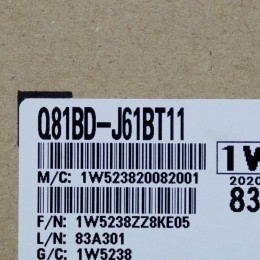 Q81BD-J61BT11
1W
M/C: 1W523820082001
2020
83
F/N: 1W5238ZZ8KE05
L/N: 83A301
G/C: 1W5238